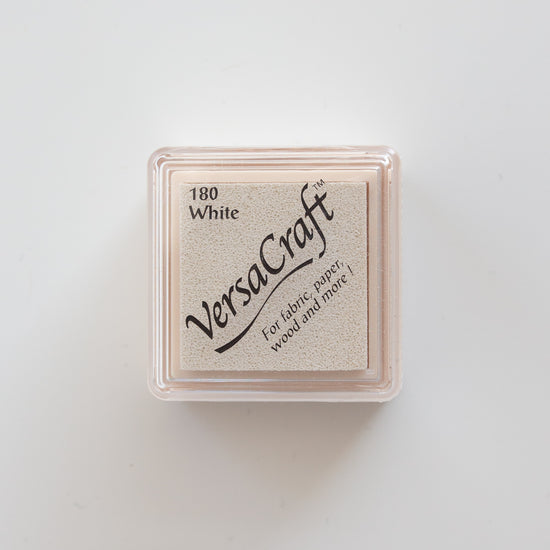 180
White
VersaCraft™
For fabric, paper,
wood and more !